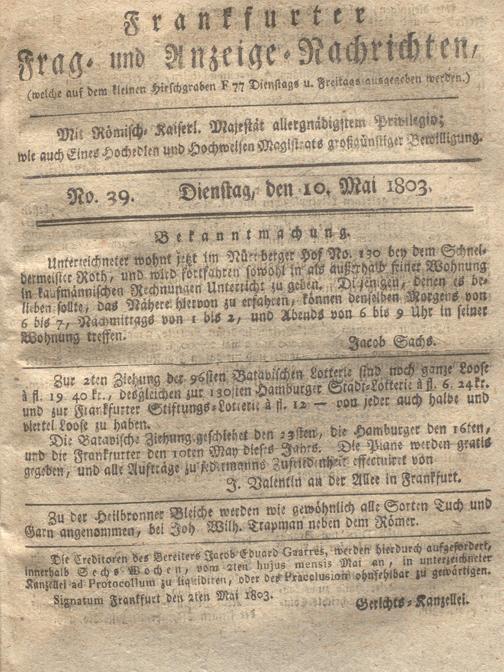 Frankfurter
Frag- und Anzeige-Nachrichten,
(welche auf dem kleinen Hirschgraben F 77 Dienstags u. Freitags ausgegeben werden.)
Mit Römisch-Kaiserl. Majestät allergnädigstem Privilegio;
wie auch Eines Hochedlen und Hochweisen Magistrats großgünstiger Bewilligung.
No. 39. Dienstag, den 10. Mai 1803.
Bekanntmachung.
Unterzeichneter wohnt jetzt im Nürnberger Hof No. 130 bey dem Schnei-
dermeister Roth, und wird fortfahren sowohl in als außerhalb seiner Wohnung
in kaufmännischen Rechnungen Unterricht zu geben. Diejenigen, denen es be-
lieben sollte, das Nähere hiervon zu erfahren, können denselben Morgens von
6 bis 7, Nachmittags von 1 bis 2, und Abends von 6 bis 9 Uhr in seiner
Wohnung treffen.
Jacob Sachs.
Zur 2ten Ziehung der 96sten Batavischen Lotterie sind noch ganze Loose
à fl. 19 40 kr., desgleichen zur 130sten Hamburger Stadt-Lotterie à fl. 6. 24 kr.
und zur Frankfurter Stiftungs-Lotterie à fl. 12 — von jeder auch halbe und
viertel Loose zu haben.
Die Batavische Ziehung geschiehet den 23sten, die Hamburger den 16ten,
und die Frankfurter den 10ten May dieses Jahrs. Die Plane werden gratis
gegeben, und alle Aufträge zu jedermanns Zufriedenheit effectuirt von
J. Valentin an der Allee in Frankfurt.
Zu der Heilbronner Bleiche werden wie gewöhnlich alle Sorten Tuch und
Garn angenommen, bei Joh. Wilh. Trapman neben dem Römer.
Die Creditoren des Bereiters Jacob Eduard, werden hierdurch aufgefordert,
innerhalb Sechs Wochen, vom 2ten hujus mensis Mai an, in unterzeichneter
Kanzellei ad Protocollum zu liquidiren, oder des Präclusion ohnfehlbar zu gewärtigen.
Signatum Frankfurt den 2ten Mai 1803.
Gerichts-Kanzellei.